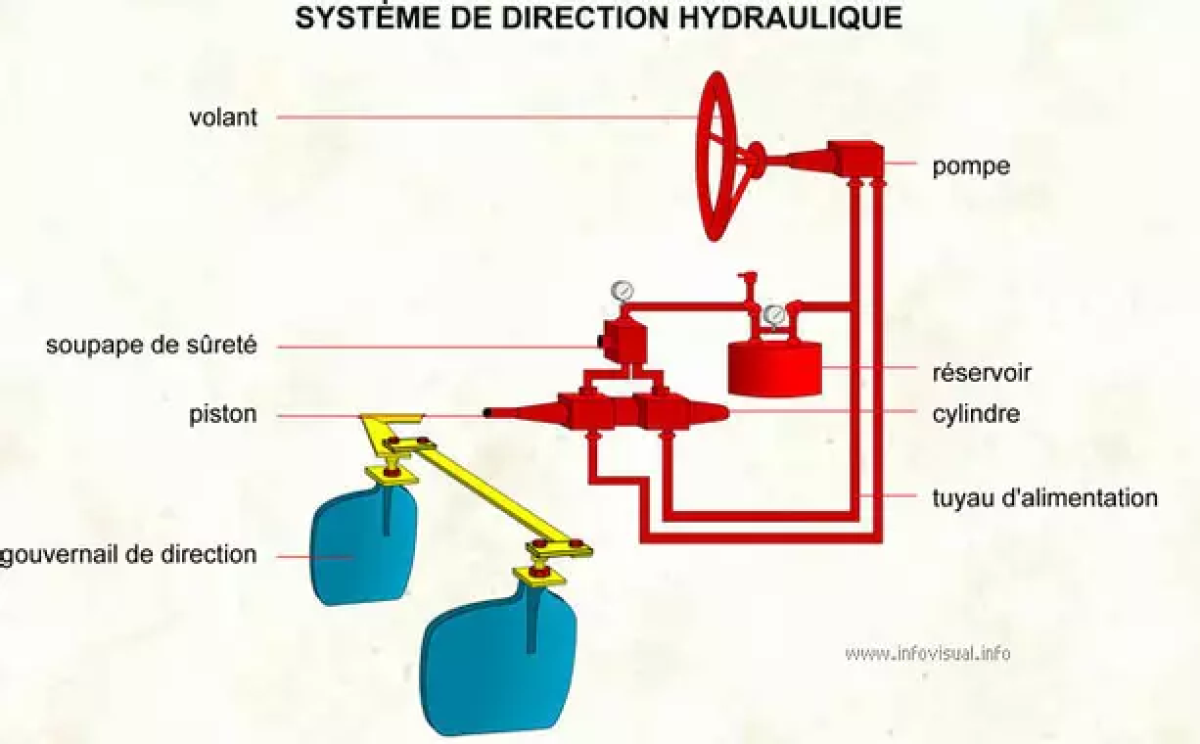 SYSTÈME DE DIRECTION HYDRAULIQUE
volant
pompe
soupape de sûreté
réservoir
piston
cylindre
tuyau d'alimentation
gouvernail de direction
www.infovisual.info